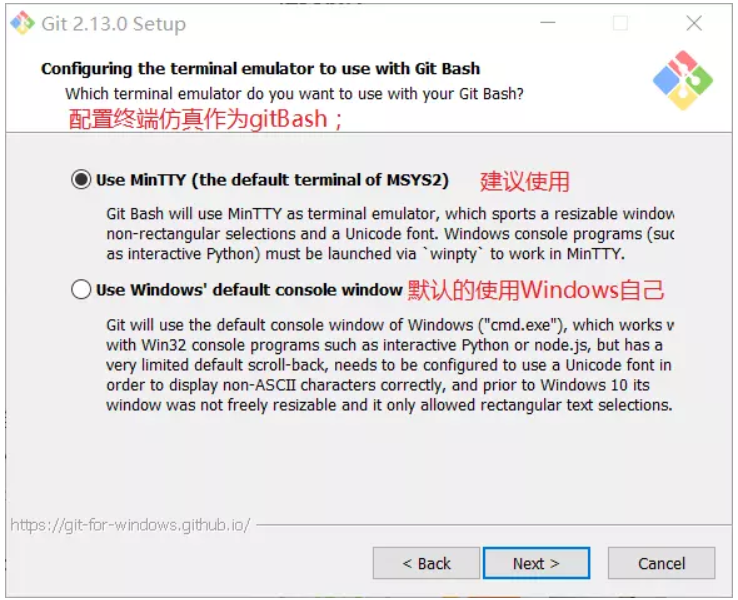 Git 2.13.0 Setup
Configuring the terminal emulator to use with Git Bash
Which terminal emulator do you want to use with your Git Bash?
配置终端仿真作为gitBash；
Use MinTTY (the default terminal of MSYS2) 建议使用
Git Bash will use MinTTY as terminal emulator, which sports a resizable window
non-rectangular selections and a Unicode font. Windows console programs (suc
as interactive Python) must be launched via `winpty` to work in MinTTY.
Use Windows' default console window 默认的使用Windows自己
Git will use the default console window of Windows ("cmd.exe"), which works w
with Win32 console programs such as interactive Python or node.js, but has a
very limited default scroll-back, needs to be configured to use a Unicode font in
order to display non-ASCII characters correctly, and prior to Windows 10 its
window was not freely resizable and it only allowed rectangular text selections.
https://git-for-windows.github.io/
< Back Next > Cancel